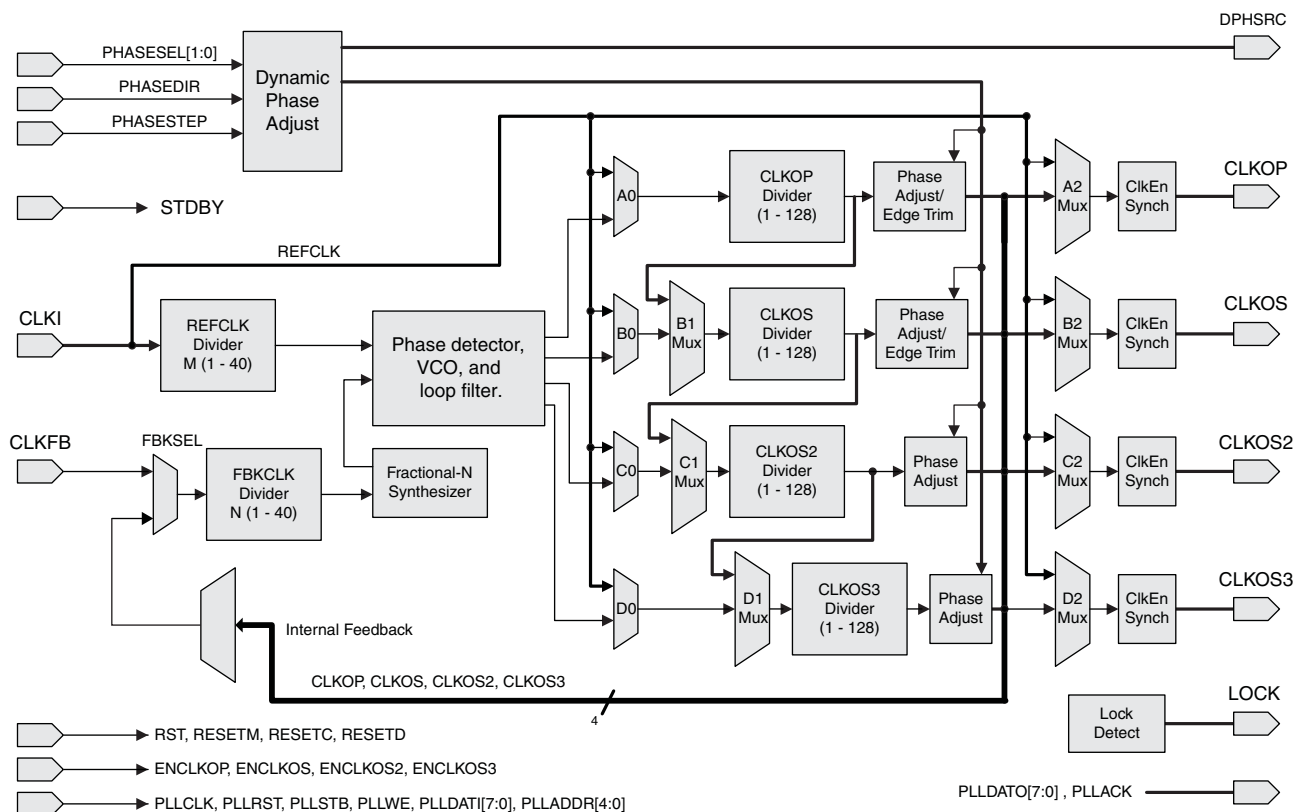 DPHSRC
PHASESEL[1:0]
PHASEDIR
PHASESTEP
Dynamic
Phase
Adjust
STDBY
REFCLK
CLKI
REFCLK
Divider
M (1 - 40)
Phase detector,
VCO, and
loop filter.
CLKFB
FBKSEL
FBKCLK
Divider
N (1 - 40)
Fractional-N
Synthesizer
A0
CLKOP
Divider
(1 - 128)
Phase
Adjust/
Edge Trim
A2
Mux
ClkEn
Synch
CLKOP
B0
B1
Mux
CLKOS
Divider
(1 - 128)
Phase
Adjust/
Edge Trim
B2
Mux
ClkEn
Synch
CLKOS
C0
C1
Mux
CLKOS2
Divider
(1 - 128)
Phase
Adjust
C2
Mux
ClkEn
Synch
CLKOS2
D0
D1
Mux
CLKOS3
Divider
(1 - 128)
Phase
Adjust
D2
Mux
ClkEn
Synch
CLKOS3
Internal Feedback
CLKOP, CLKOS, CLKOS2, CLKOS3
4
Lock
Detect
LOCK
RST, RESETM, RESETC, RESETD
ENCLKOP, ENCLKOS, ENCLKOS2, ENCLKOS3
PLLCLK, PLLRST, PLLSTB, PLLWE, PLLDATI[7:0], PLLADDR[4:0]
PLLDATO[7:0] , PLLACK